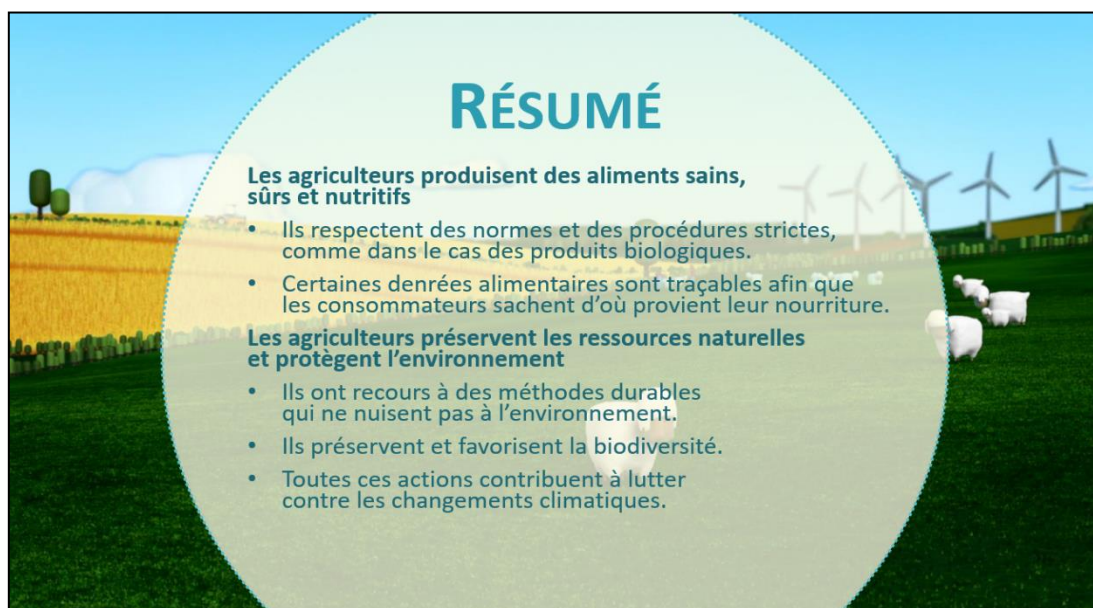 RÉSUMÉ
Les agriculteurs produisent des aliments sains,
sûrs et nutritifs
• Ils respectent des normes et des procédures strictes,
comme dans le cas des produits biologiques.
• Certaines denrées alimentaires sont traçables afin que
les consommateurs sachent d’où provient leur nourriture.
Les agriculteurs préservent les ressources naturelles
et protègent l’environnement
• Ils ont recours à des méthodes durables
qui ne nuisent pas à l’environnement.
• Ils préservent et favorisent la biodiversité.
• Toutes ces actions contribuent à lutter
contre les changements climatiques.